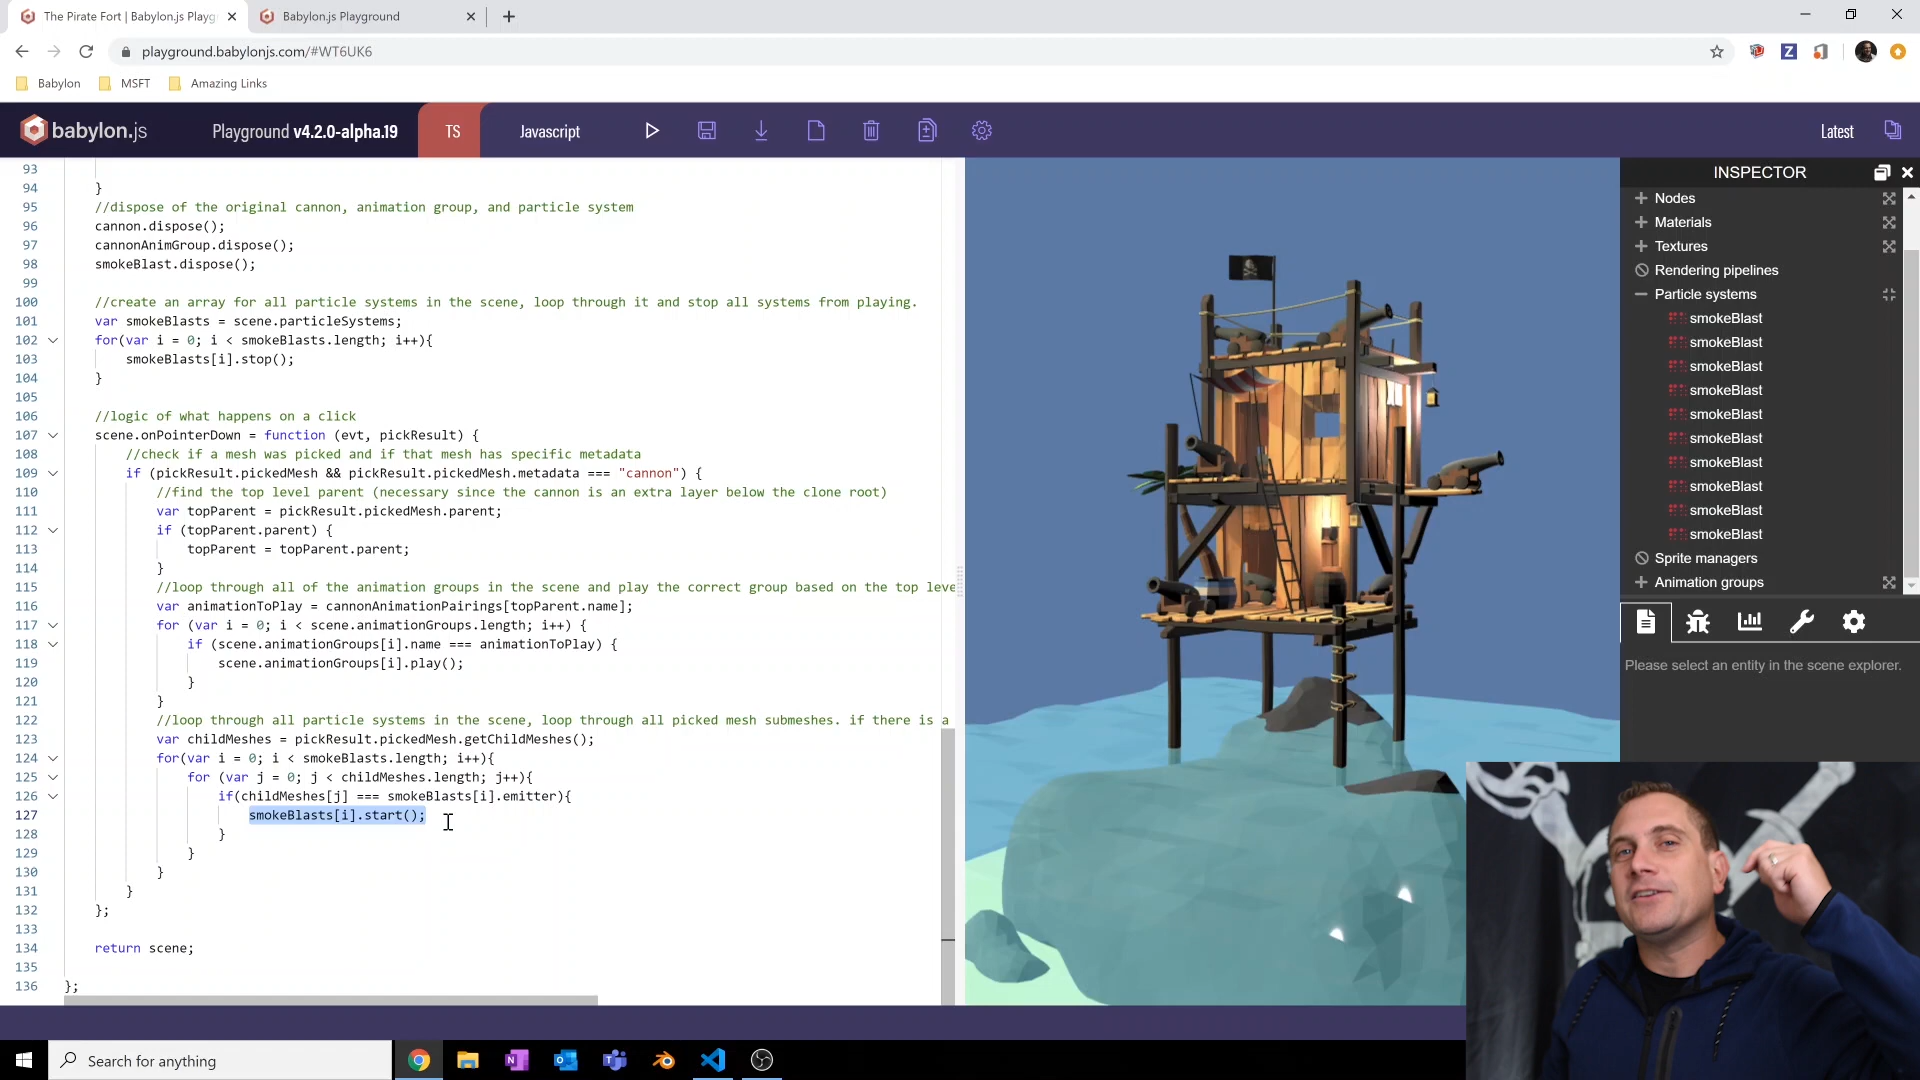 The Pirate Fort | Babylon.js Playg
Babylon.js Playground
playground.babylonjs.com/#WT6UK6
Babylon
MSFT
Amazing Links
babylon.js
Playground v4.2.0-alpha.19
TS
Javascript
Latest
93
94 }
95 //dispose of the original cannon, animation group, and particle system
96 cannon.dispose();
97 cannonAnimGroup.dispose();
98 smokeBlast.dispose();
99
100 //create an array for all particle systems in the scene, loop through it and stop all systems from playing.
101 var smokeBlasts = scene.particleSystems;
102 for(var i = 0; i < smokeBlasts.length; i++){
103 smokeBlasts[i].stop();
104 }
105
106 //logic of what happens on a click
107 scene.onPointerDown = function (evt, pickResult) {
108 //check if a mesh was picked and if that mesh has specific metadata
109 if (pickResult.pickedMesh && pickResult.pickedMesh.metadata === "cannon") {
110 //find the top level parent (necessary since the cannon is an extra layer below the clone root)
111 var topParent = pickResult.pickedMesh.parent;
112 if (topParent.parent) {
113 topParent = topParent.parent;
114 }
115 //loop through all of the animation groups in the scene and play the correct group based on the top leve
116 var animationToPlay = cannonAnimationPairings[topParent.name];
117 for (var i = 0; i < scene.animationGroups.length; i++) {
118 if (scene.animationGroups[i].name === animationToPlay) {
119 scene.animationGroups[i].play();
120 }
121 }
122 //loop through all particle systems in the scene, loop through all picked mesh submeshes. if there is a
123 var childMeshes = pickResult.pickedMesh.getChildMeshes();
124 for(var i = 0; i < smokeBlasts.length; i++){
125 for (var j = 0; j < childMeshes.length; j++){
126 if(childMeshes[j] === smokeBlasts[i].emitter){
127 smokeBlasts[i].start();
128 }
129 }
130 }
131 }
132 };
133
134 return scene;
135
136 };
INSPECTOR
Nodes
Materials
Textures
Rendering pipelines
Particle systems
smokeBlast
smokeBlast
smokeBlast
smokeBlast
smokeBlast
smokeBlast
smokeBlast
smokeBlast
smokeBlast
smokeBlast
Sprite managers
Animation groups
Please select an entity in the scene explorer.
Search for anything